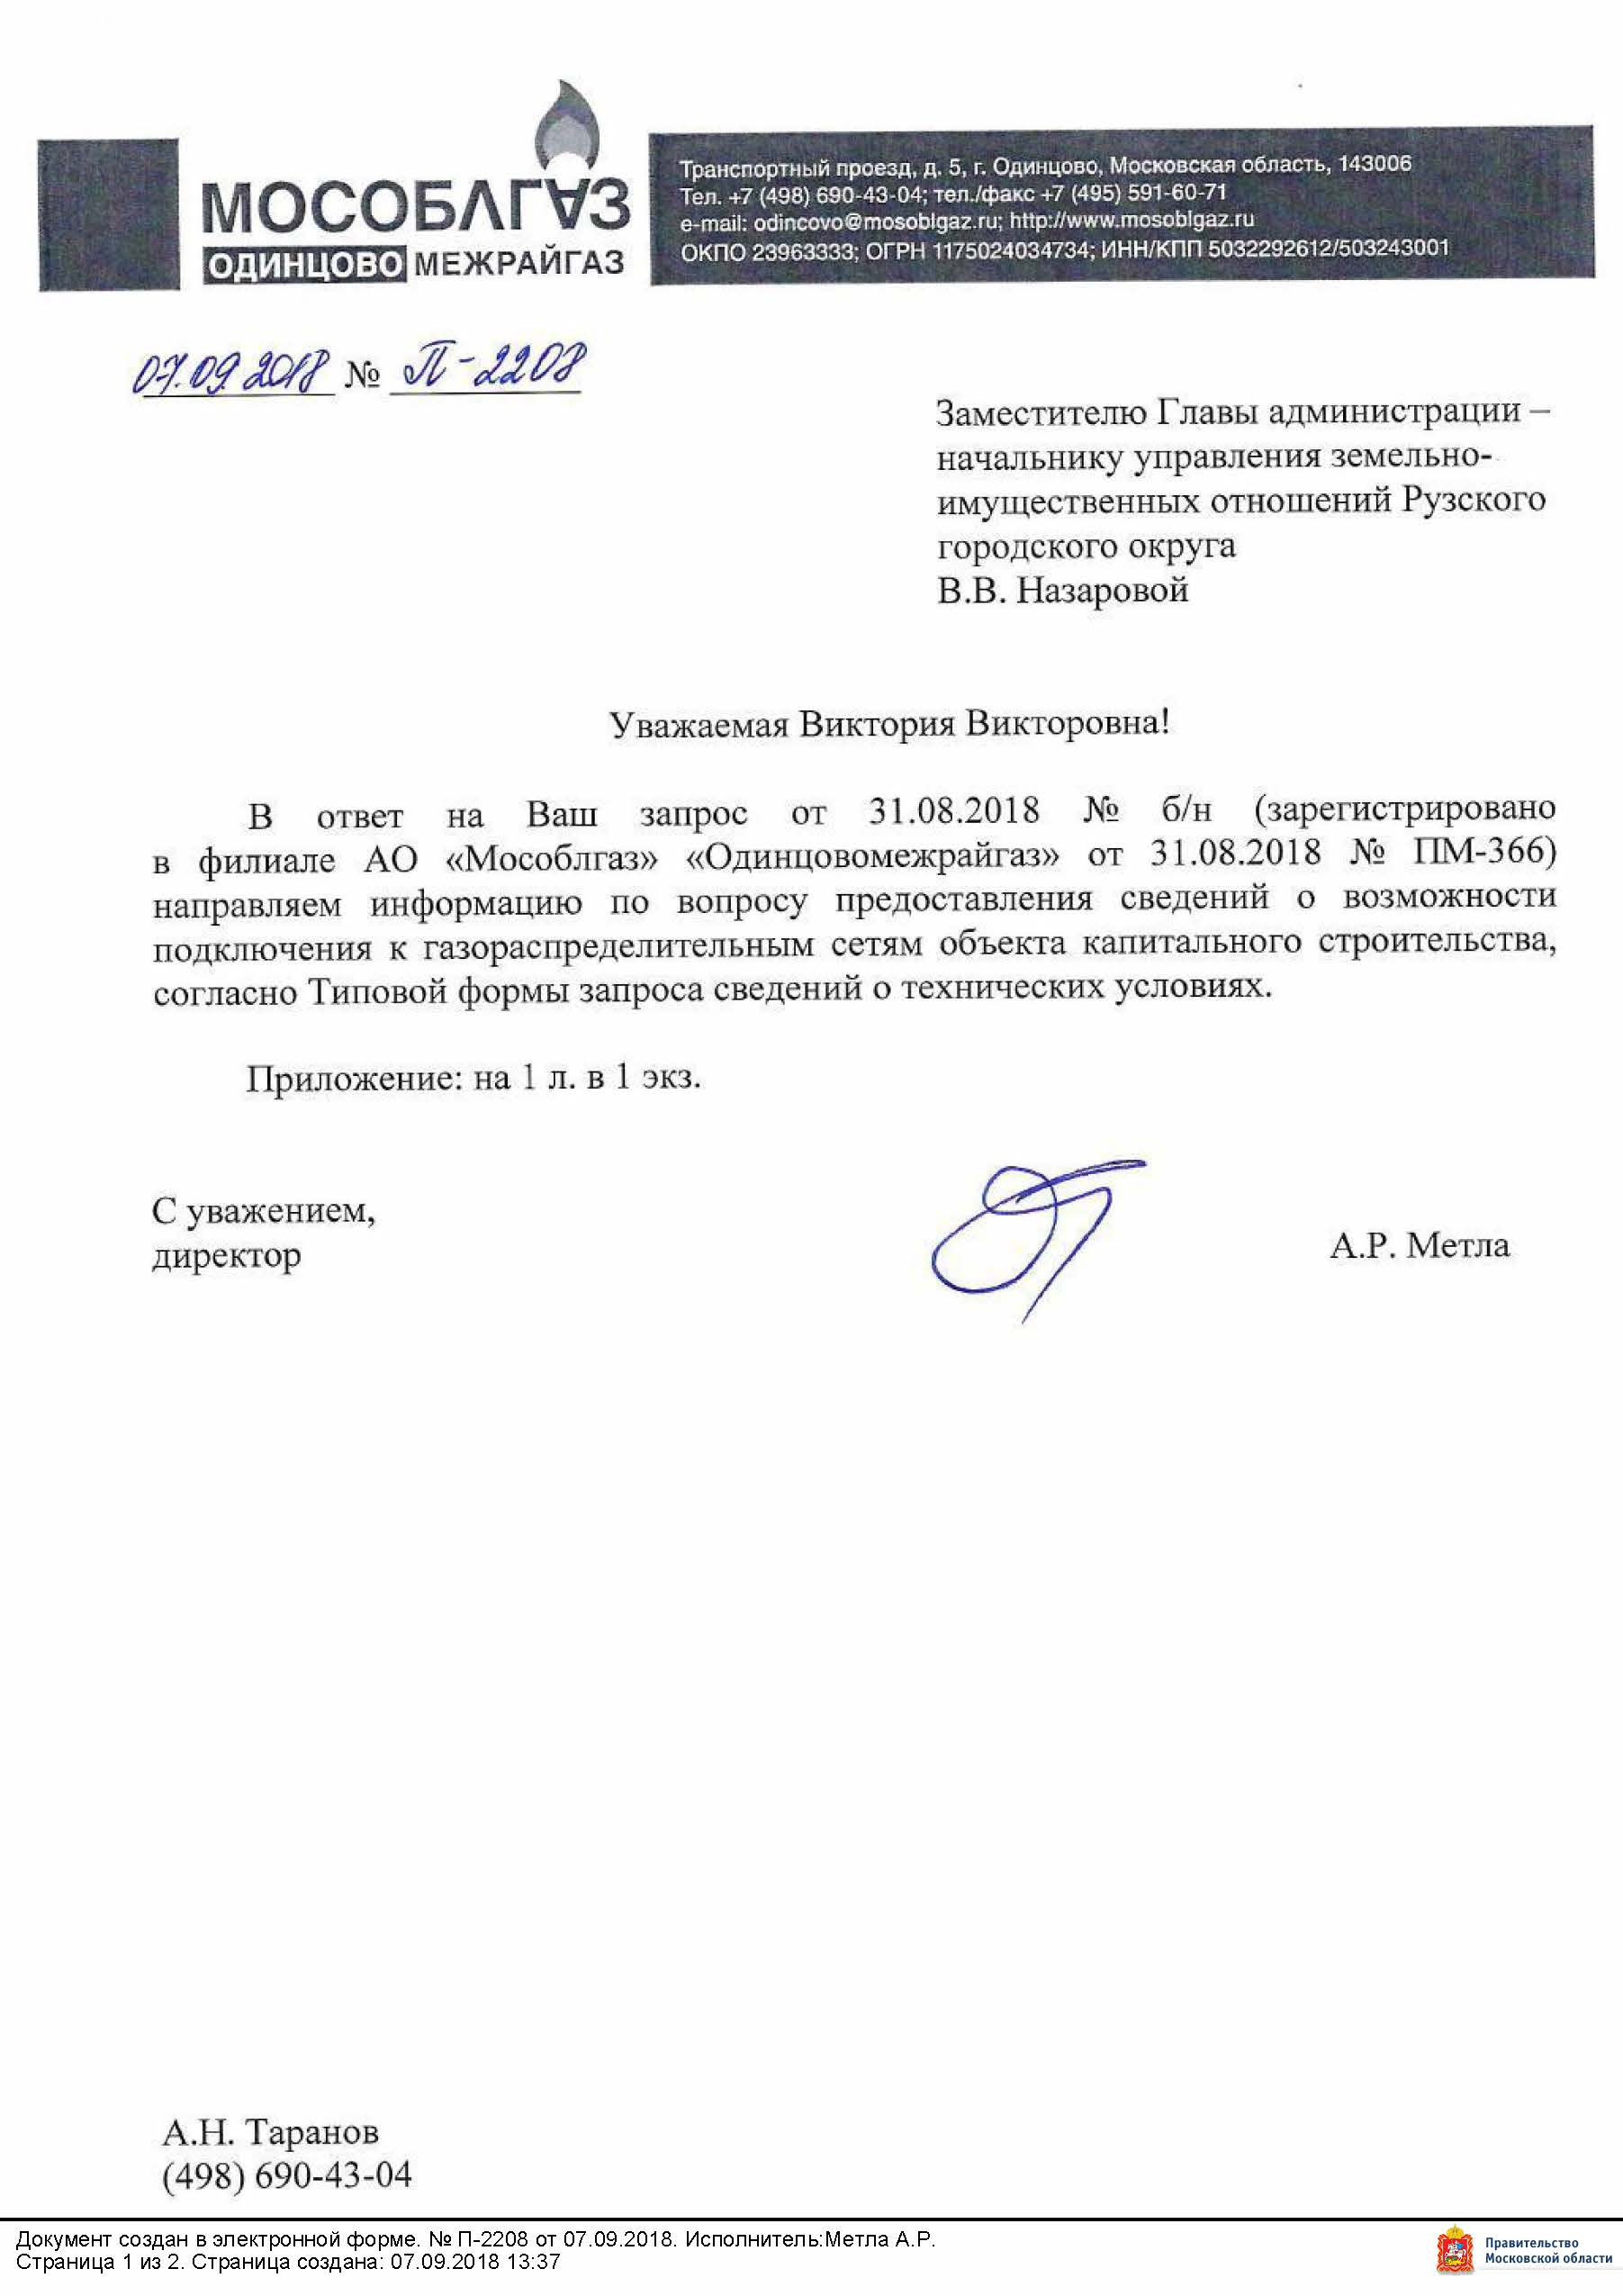 МОСОБЛГАЗ
ОДИНЦОВО МЕЖРАЙГАЗ
Транспортный проезд, д. 5, г. Одинцово, Московская область, 143006
Тел. +7 (498) 690-43-04; тел./факс +7 (495) 591-60-71
e-mail: odincovo@mosoblgaz.ru; http://www.mosoblgaz.ru
ОКПО 23963333; ОГРН 1175024034734; ИНН/КПП 5032292612/503243001
07.09.2018 № П-2208
Заместителю Главы администрации –
начальнику управления земельно-
имущественных отношений Рузского
городского округа
В.В. Назаровой
Уважаемая Виктория Викторовна!
В ответ на Ваш запрос от 31.08.2018 № б/н (зарегистрировано
в филиале АО «Мособлгаз» «Одинцовомежрайгаз» от 31.08.2018 № ПМ-366)
направляем информацию по вопросу предоставления сведений о возможности
подключения к газораспределительным сетям объекта капитального строительства,
согласно Типовой формы запроса сведений о технических условиях.
Приложение: на 1 л. в 1 экз.
С уважением,
директор
А.Р. Метла
А.Н. Таранов
(498) 690-43-04
Документ создан в электронной форме. № П-2208 от 07.09.2018. Исполнитель:Метла А.Р.
Страница 1 из 2. Страница создана: 07.09.2018 13:37
Правительство
Московской области